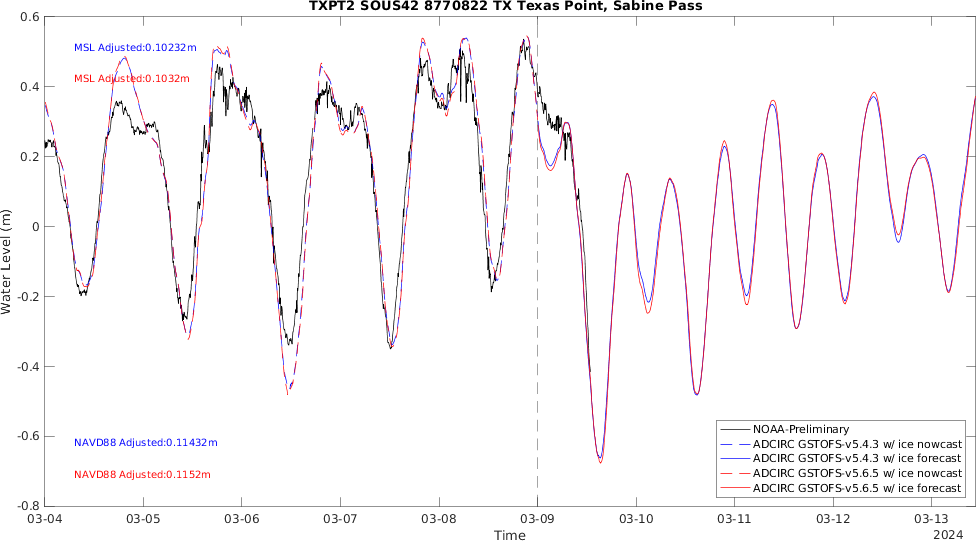 TXPT2 SOUS42 8770822 TX Texas Point, Sabine Pass
0.6
0.4
0.2
0
-0.2
-0.4
-0.6
-0.8
Water Level (m)
MSL Adjusted:0.10232m
MSL Adjusted:0.1032m
NAVD88 Adjusted:0.11432m
NAVD88 Adjusted:0.1152m
NOAA-Preliminary
ADCIRC GSTOFS-v5.4.3 w/ ice nowcast
ADCIRC GSTOFS-v5.4.3 w/ ice forecast
ADCIRC GSTOFS-v5.6.5 w/ ice nowcast
ADCIRC GSTOFS-v5.6.5 w/ ice forecast
03-04 03-05 03-06 03-07 03-08 03-09 03-10 03-11 03-12 03-13
Time
2024